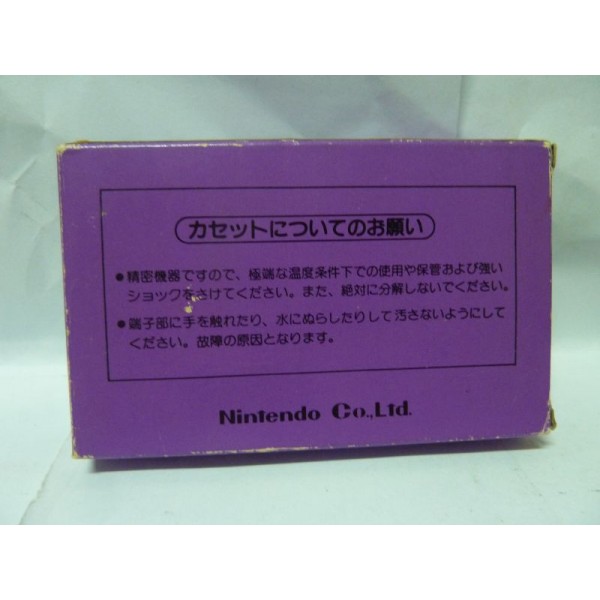 カセットについてのお願い
●精密機器ですので、極端な温度条件下での使用や保管および強い
ショックをさけてください。また、絶対に分解しないでください。
●端子部に手を触れたり、水にぬらしたりして汚さないようにして
ください。故障の原因となります。
Nintendo Co.,Ltd.